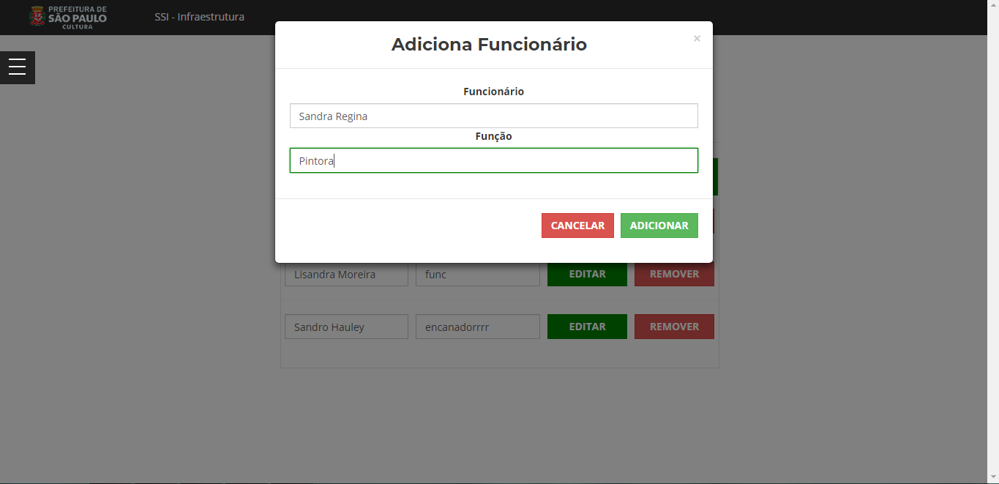 PREFEITURA DE
SÃO PAULO
CULTURA
SSI - Infraestrutura
Adiciona Funcionário
×
Funcionário
Sandra Regina
Função
Pintora
CANCELAR ADICIONAR
Lisandra Moreira func EDITAR REMOVER
Sandro Hauley encanadorrrr EDITAR REMOVER